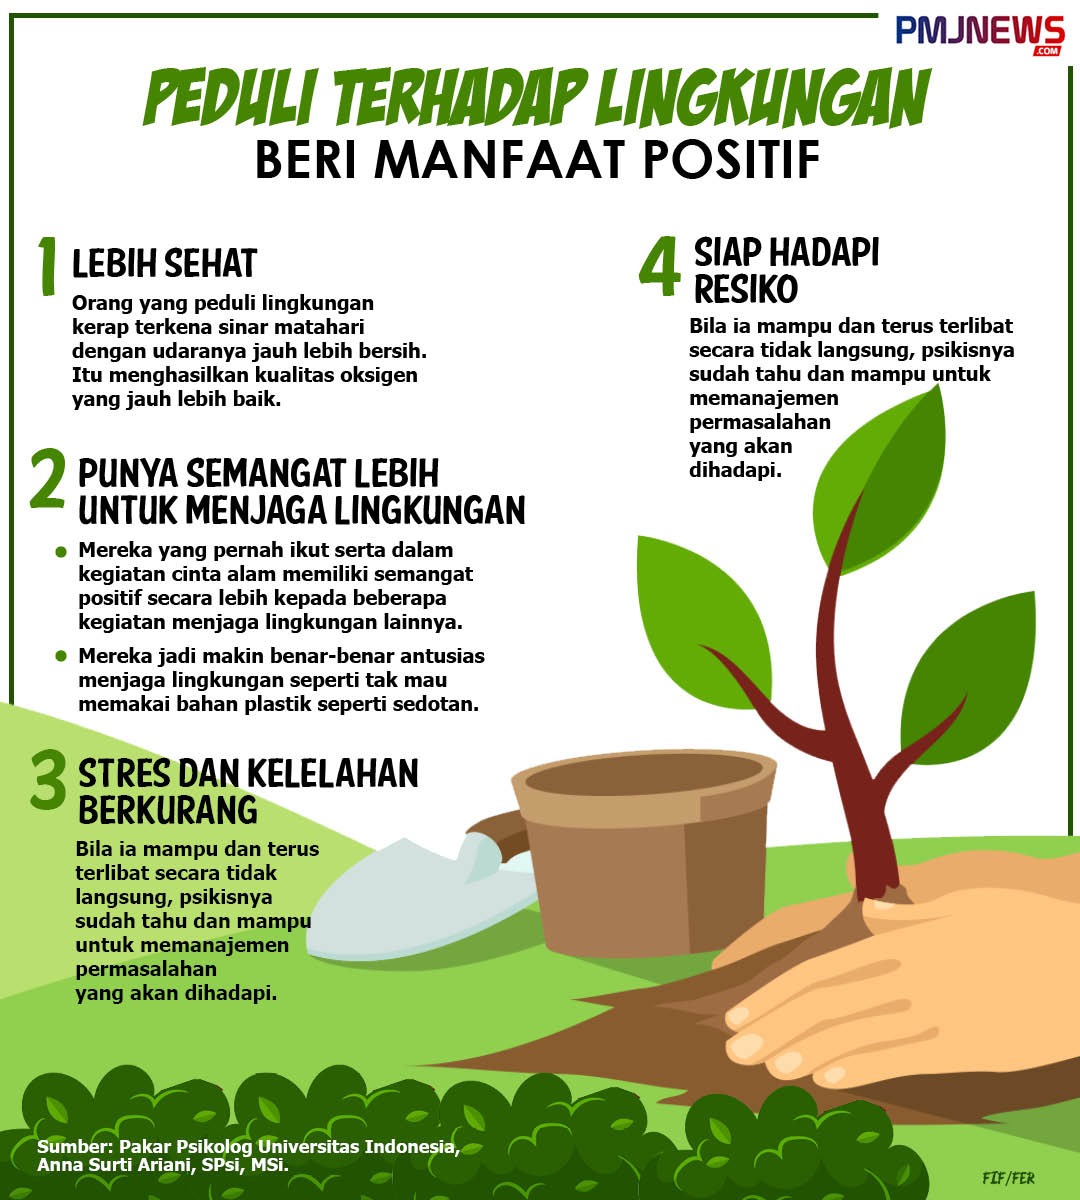 PMJNEWS
.COM
PEDULI TERHADAP LINGKUNGAN
BERI MANFAAT POSITIF
1 LEBIH SEHAT
Orang yang peduli lingkungan
kerap terkena sinar matahari
dengan udaranya jauh lebih bersih.
Itu menghasilkan kualitas oksigen
yang jauh lebih baik.
2 PUNYA SEMANGAT LEBIH
UNTUK MENJAGA LINGKUNGAN
• Mereka yang pernah ikut serta dalam
kegiatan cinta alam memiliki semangat
positif secara lebih kepada beberapa
kegiatan menjaga lingkungan lainnya.
• Mereka jadi makin benar-benar antusias
menjaga lingkungan seperti tak mau
memakai bahan plastik seperti sedotan.
3 STRES DAN KELELAHAN
BERKURANG
Bila ia mampu dan terus
terlibat secara tidak
langsung, psikisnya
sudah tahu dan mampu
untuk memanajemen
permasalahan
yang akan dihadapi.
4 SIAP HADAPI
RESIKO
Bila ia mampu dan terus terlibat
secara tidak langsung, psikisnya
sudah tahu dan mampu untuk
memanajemen
permasalahan
yang akan
dihadapi.
Sumber: Pakar Psikolog Universitas Indonesia,
Anna Surti Ariani, SPsi, MSi.
FIF/FER